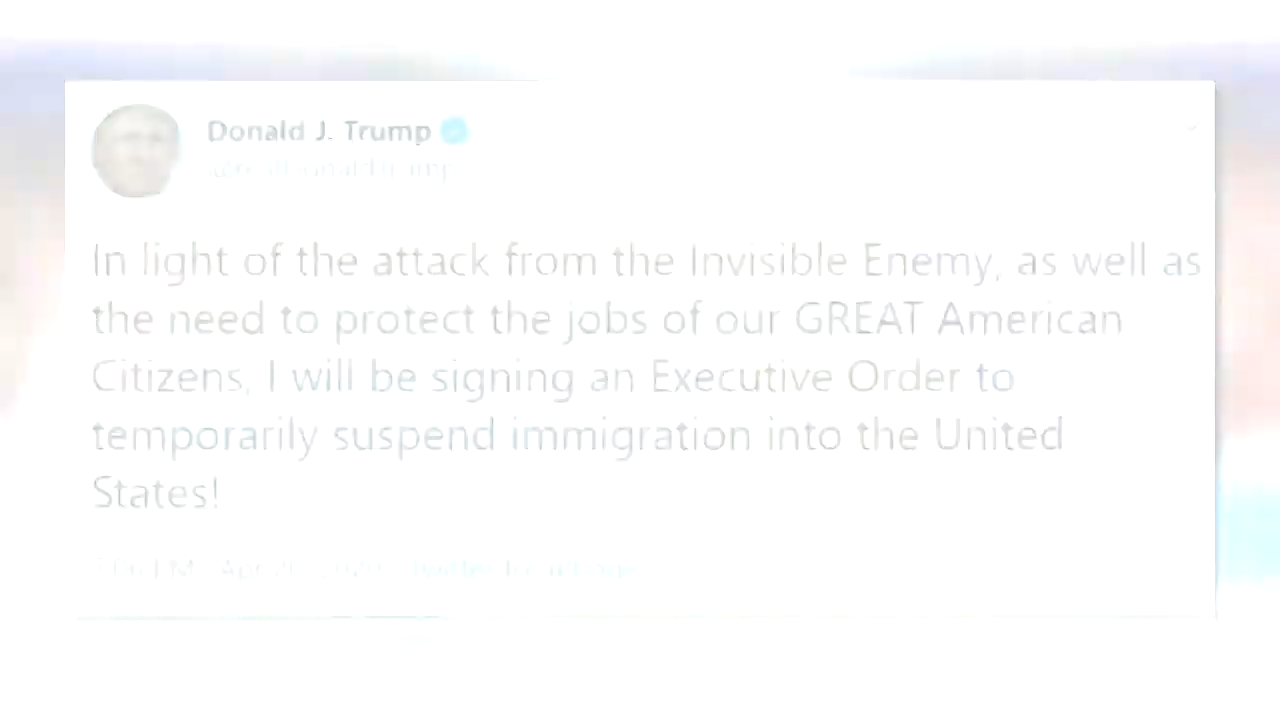 Donald J. Trump
@realDonaldTrump
In light of the attack from the Invisible Enemy, as well as
the need to protect the jobs of our GREAT American
Citizens, I will be signing an Executive Order to
temporarily suspend immigration into the United
States!